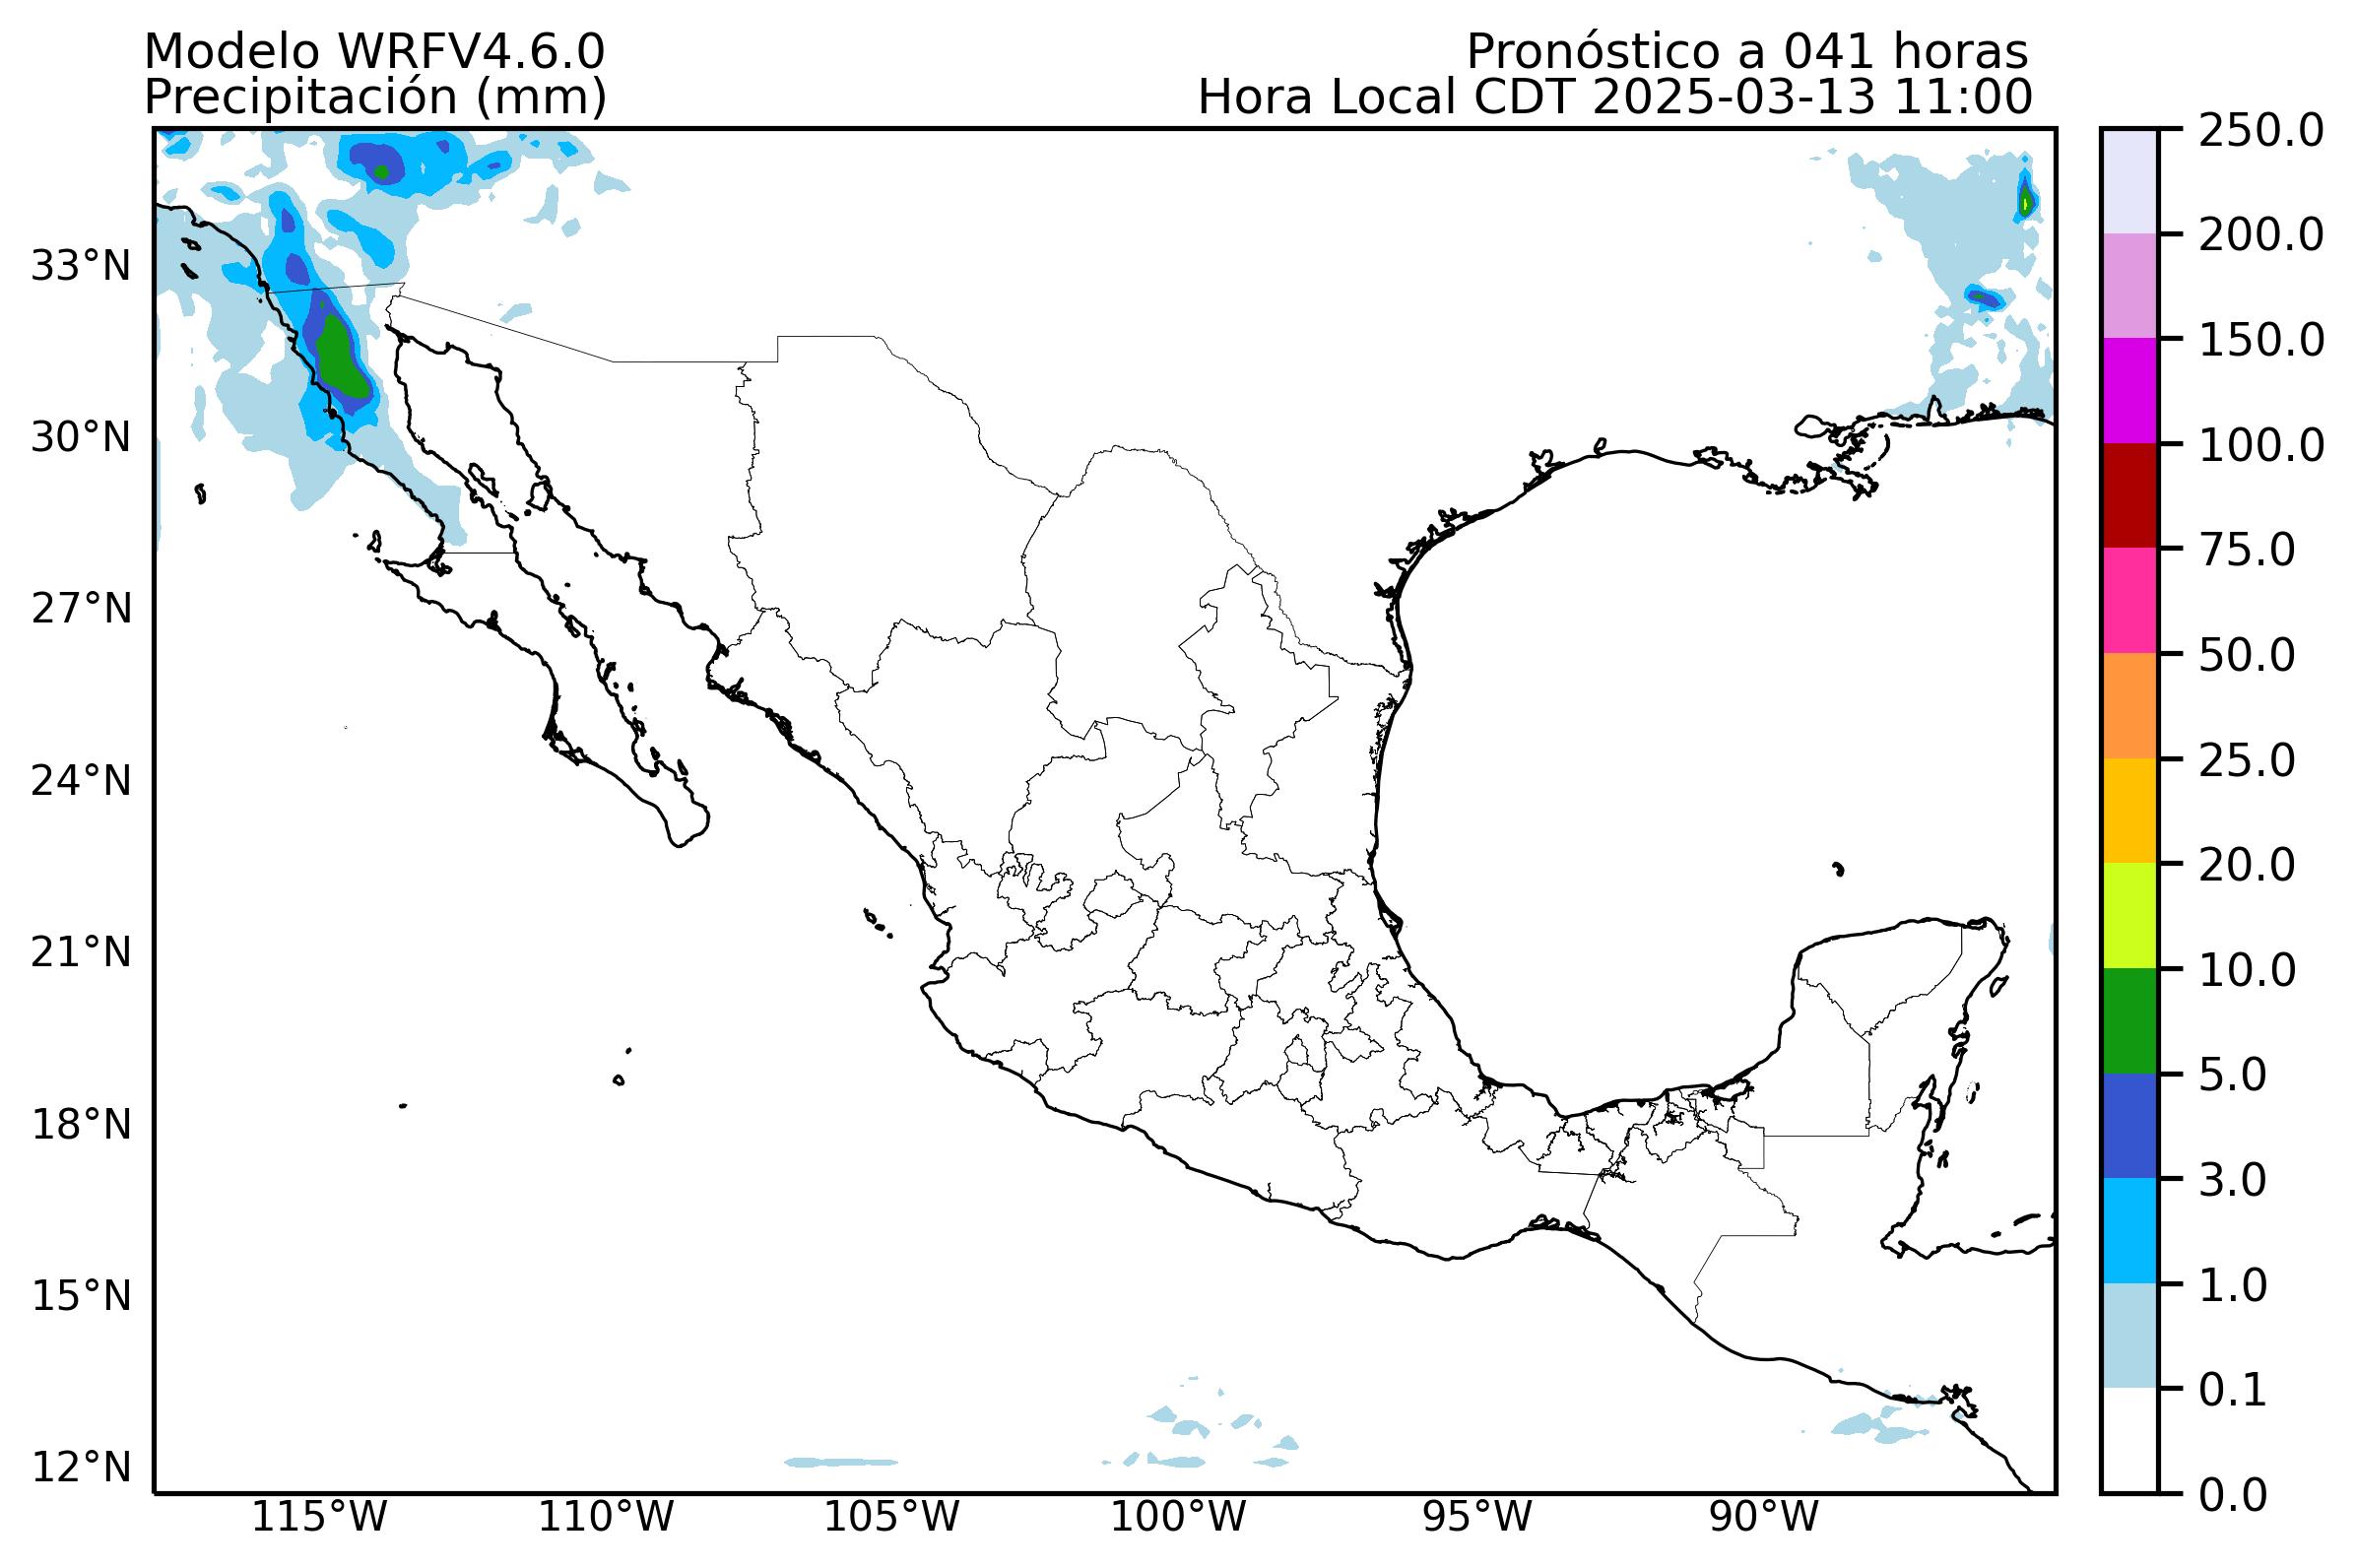 Modelo WRFV4.6.0
Pronóstico a 041 horas
Precipitación (mm)
Hora Local CDT 2025-03-13 11:00
250.0
200.0
150.0
100.0
75.0
50.0
25.0
20.0
10.0
5.0
3.0
1.0
0.1
0.0
33°N
30°N
27°N
24°N
21°N
18°N
15°N
12°N
115°W
110°W
105°W
100°W
95°W
90°W